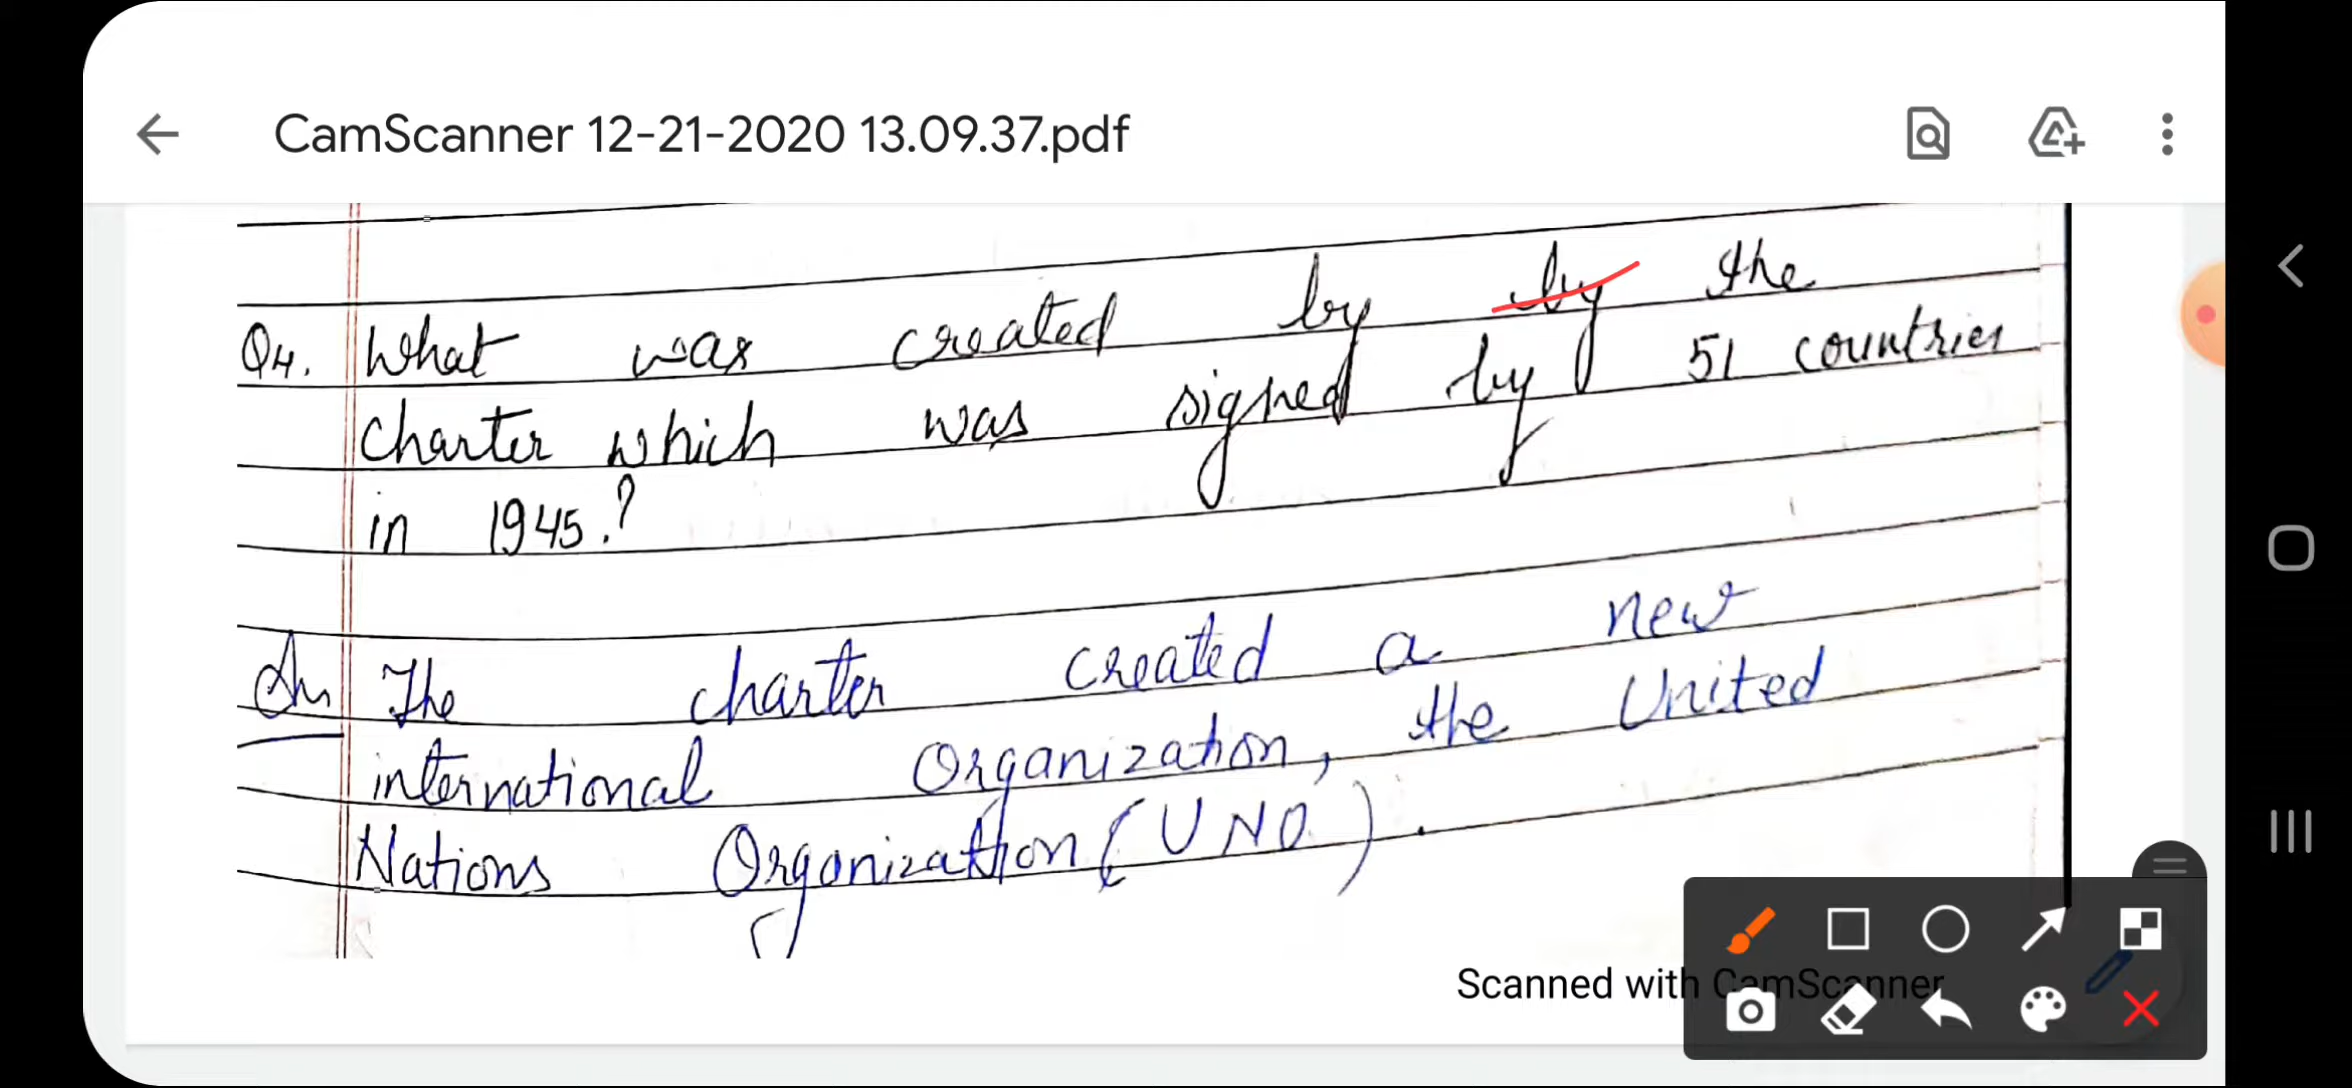 CamScanner 12-21-2020 13.09.37.pdf
Q4. What was created by by the
charter which was signed by 51 countries
in 1945.?
An The charter created a new
international Organization, the United
Nations Organization (UNO).
Scanned with CamScanner